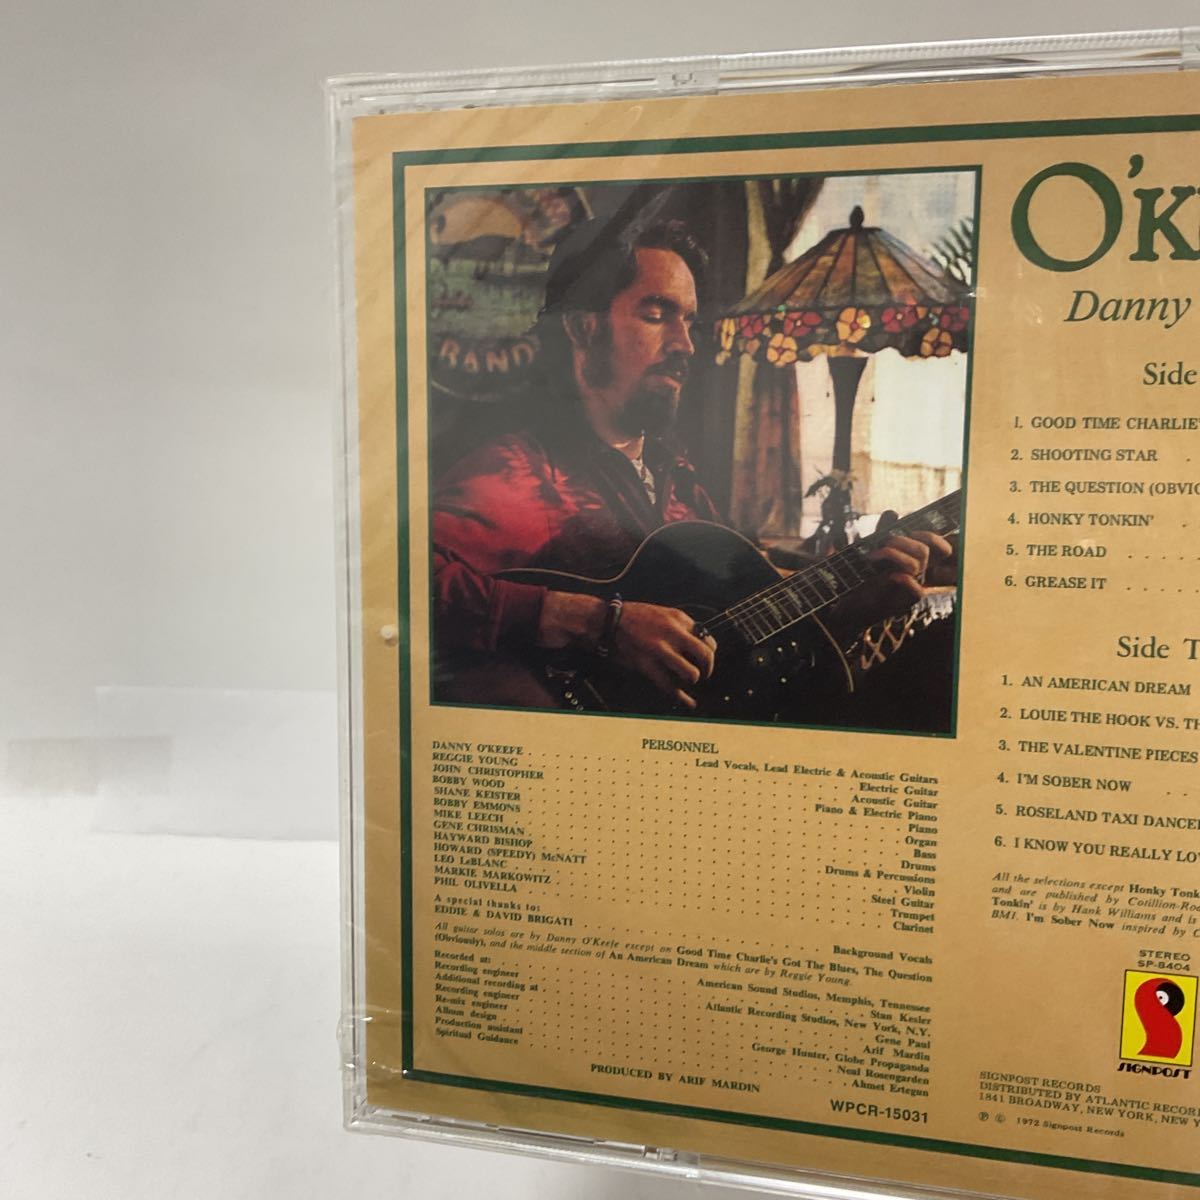 O'K
Danny
Side
1. GOOD TIME CHARLIE'
2. SHOOTING STAR .
3. THE QUESTION (OBVIO
4. HONKY TONKIN' .
5. THE ROAD . . . .
6. GREASE IT . . . .
Side T
1. AN AMERICAN DREAM
2. LOUIE THE HOOK VS. TH
3. THE VALENTINE PIECES
4. I'M SOBER NOW . .
5. ROSELAND TAXI DANCER
6. I KNOW YOU REALLY LOV
BAND
PERSONNEL
DANNY O'KEEFE . . . Lead Vocals, Lead Electric & Acoustic Guitars
REGGIE YOUNG . . . Electric Guitar
JOHN CHRISTOPHER . . . Acoustic Guitar
BOBBY WOOD . . . Piano & Electric Piano
SHANE KEISTER . . . Piano
BOBBY EMMONS . . . Organ
MIKE LEECH . . . Bass
GENE CHRISMAN . . . Drums
HAYWARD BISHOP . . . Drums & Percussions
HOWARD (SPEEDY) McNATT . . . Violin
LEO LeBLANC . . . Steel Guitar
MARKIE MARKOWITZ . . . Trumpet
PHIL OLIVELLA . . . Clarinet
A special thanks to:
EDDIE & DAVID BRIGATI . . . Background Vocals
All guitar solos are by Danny O'Keefe except on Good Time Charlie's Got The Blues, The Question
(Obviously), and the middle section of An American Dream which are by Reggie Young.
Recorded at: . . . American Sound Studios, Memphis, Tennessee
Recording engineer . . . Stan Kesler
Additional recording at . . . Atlantic Recording Studios, New York, N.Y.
Recording engineer . . . Gene Paul
Re-mix engineer . . . Arif Mardin
Album design . . . George Hunter, Globe Propaganda
Production assistant . . . Neal Rosengarden
Spiritual Guidance . . . Ahmet Ertegun
PRODUCED BY ARIF MARDIN
WPCR-15031
All the selections except Honky Tonk
and are published by Cotillion-Roa
Tonkin' is by Hank Williams and is
BMI. I'm Sober Now inspired by C
STEREO
SP-8404
SIGNPOST
SIGNPOST RECORDS
DISTRIBUTED BY ATLANTIC RECOR
1841 BROADWAY, NEW YORK, NEW Y
℗ © 1972 Signpost Records